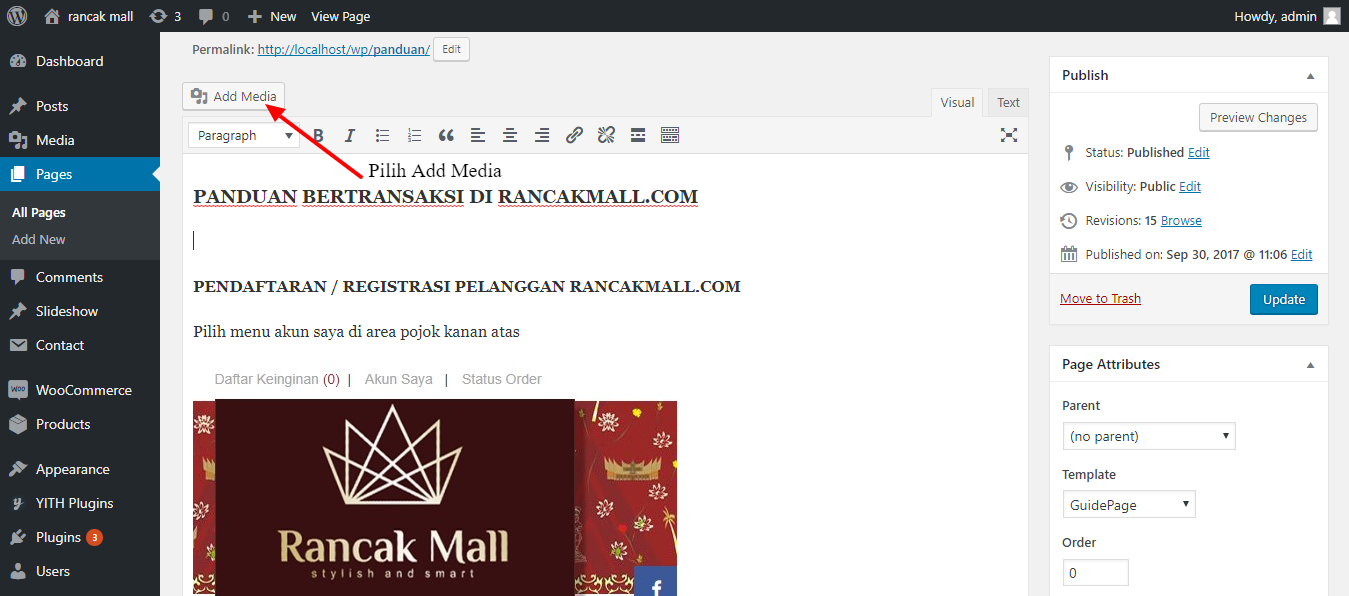 rancak mall 3 0 New View Page Howdy, admin
Dashboard
Posts
Media
Pages
All Pages
Add New
Comments
Slideshow
Contact
WooCommerce
Products
Appearance
YITH Plugins
Plugins 3
Users
Permalink: http://localhost/wp/panduan/ Edit
Add Media
Visual Text
Paragraph
Pilih Add Media
PANDUAN BERTRANSAKSI DI RANCAKMALL.COM
PENDAFTARAN / REGISTRASI PELANGGAN RANCAKMALL.COM
Pilih menu akun saya di area pojok kanan atas
Daftar Keinginan (0) | Akun Saya | Status Order
Rancak Mall
stylish and smart
Publish
Preview Changes
Status: Published Edit
Visibility: Public Edit
Revisions: 15 Browse
Published on: Sep 30, 2017 @ 11:06 Edit
Move to Trash Update
Page Attributes
Parent
(no parent)
Template
GuidePage
Order
0